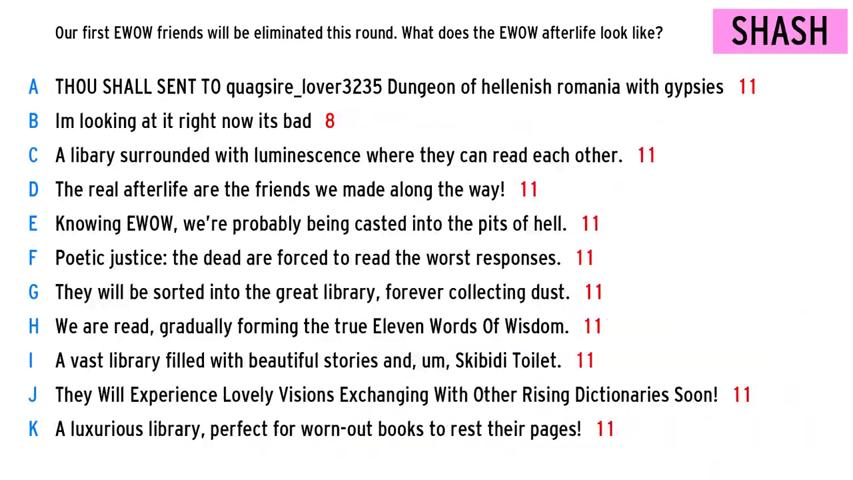 Our first EWOW friends will be eliminated this round. What does the EWOW afterlife look like?
SHASH
A THOU SHALL SENT TO quagsire_lover3235 Dungeon of hellenish romania with gypsies 11
B Im looking at it right now its bad 8
C A libary surrounded with luminescence where they can read each other. 11
D The real afterlife are the friends we made along the way! 11
E Knowing EWOW, we're probably being casted into the pits of hell. 11
F Poetic justice: the dead are forced to read the worst responses. 11
G They will be sorted into the great library, forever collecting dust. 11
H We are read, gradually forming the true Eleven Words Of Wisdom. 11
I A vast library filled with beautiful stories and, um, Skibidi Toilet. 11
J They Will Experience Lovely Visions Exchanging With Other Rising Dictionaries Soon! 11
K A luxurious library, perfect for worn-out books to rest their pages! 11